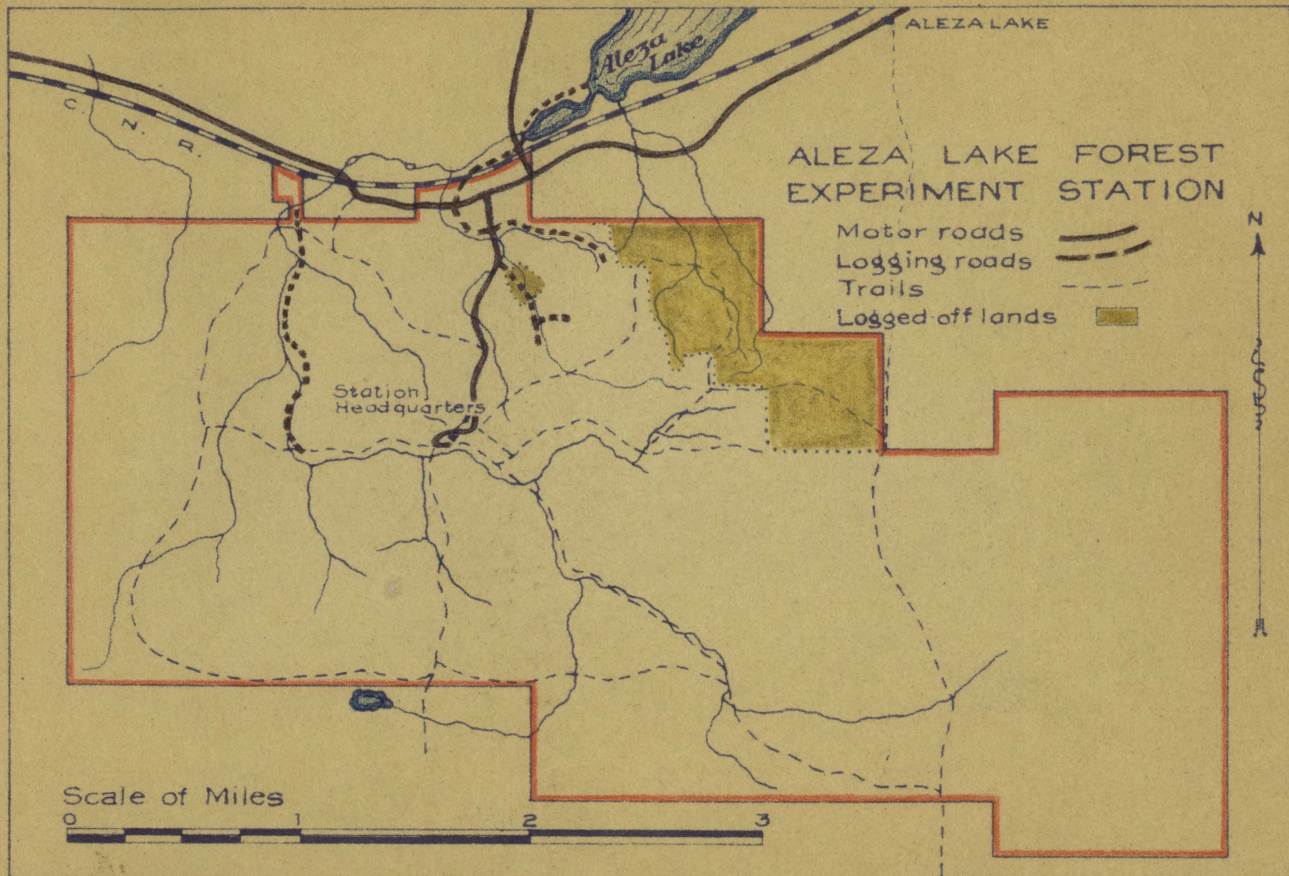 ALEZA LAKE
Aleza
Lake
C. N. R.
ALEZA LAKE FOREST
EXPERIMENT STATION
Motor roads
Logging roads
Trails
Logged-off lands
N
Station
Headquarters
Scale of Miles
0 1 2 3